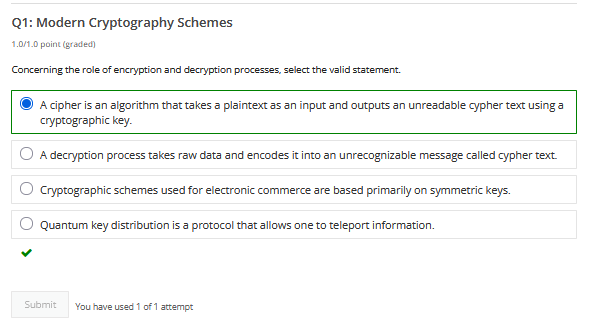 Q1: Modern Cryptography Schemes
1.0/1.0 point (graded)
Concerning the role of encryption and decryption processes, select the valid statement.
A cipher is an algorithm that takes a plaintext as an input and outputs an unreadable cypher text using a
cryptographic key.
A decryption process takes raw data and encodes it into an unrecognizable message called cypher text.
Cryptographic schemes used for electronic commerce are based primarily on symmetric keys.
Quantum key distribution is a protocol that allows one to teleport information.
Submit You have used 1 of 1 attempt